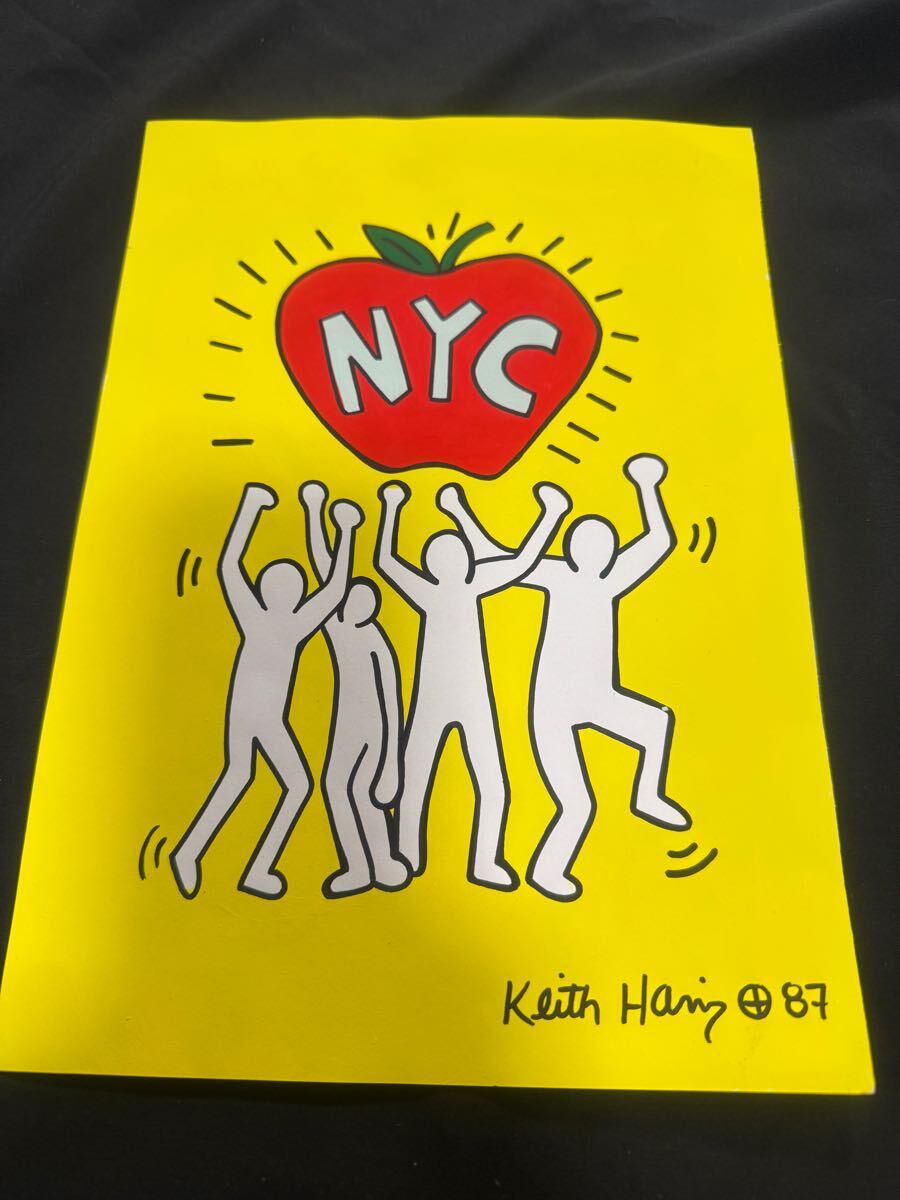 NYC
Keith Haring ⊕ 87